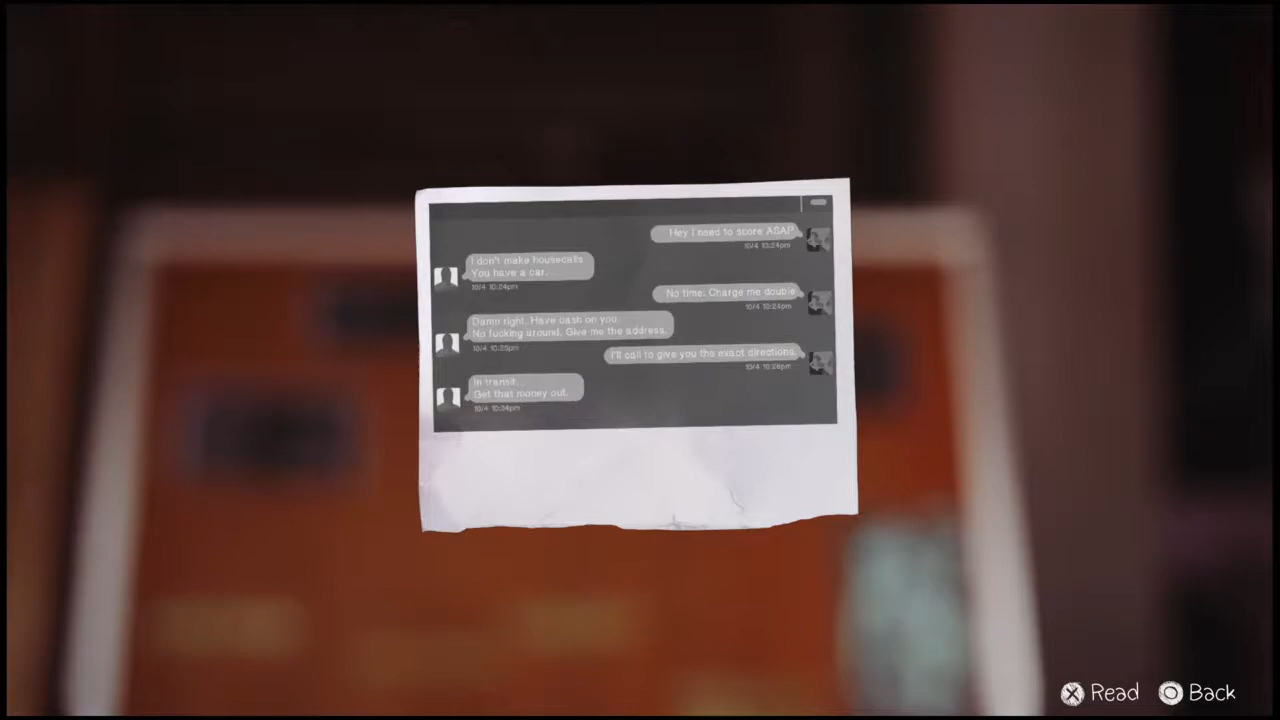 Hey I need to score ASAP
10/4 10:24pm
I don't make housecalls
You have a car.
10/4 10:24pm
No time. Charge me double
10/4 10:24pm
Damn right. Have cash on you.
No fucking around. Give me the address.
10/4 10:25pm
I'll call to give you the exact directions.
10/4 10:26pm
In transit...
Get that money out.
10/4 10:34pm
Read
Back